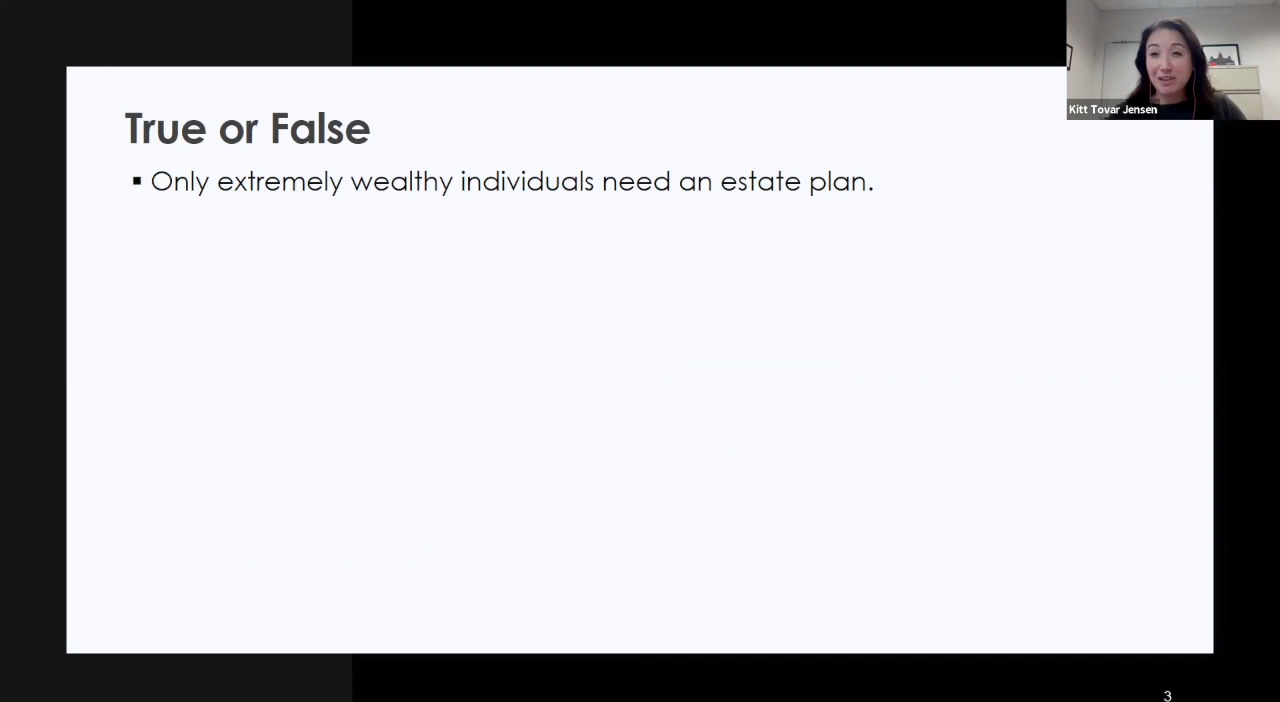 True or False
▪ Only extremely wealthy individuals need an estate plan.
Kitt Tovar Jensen
3